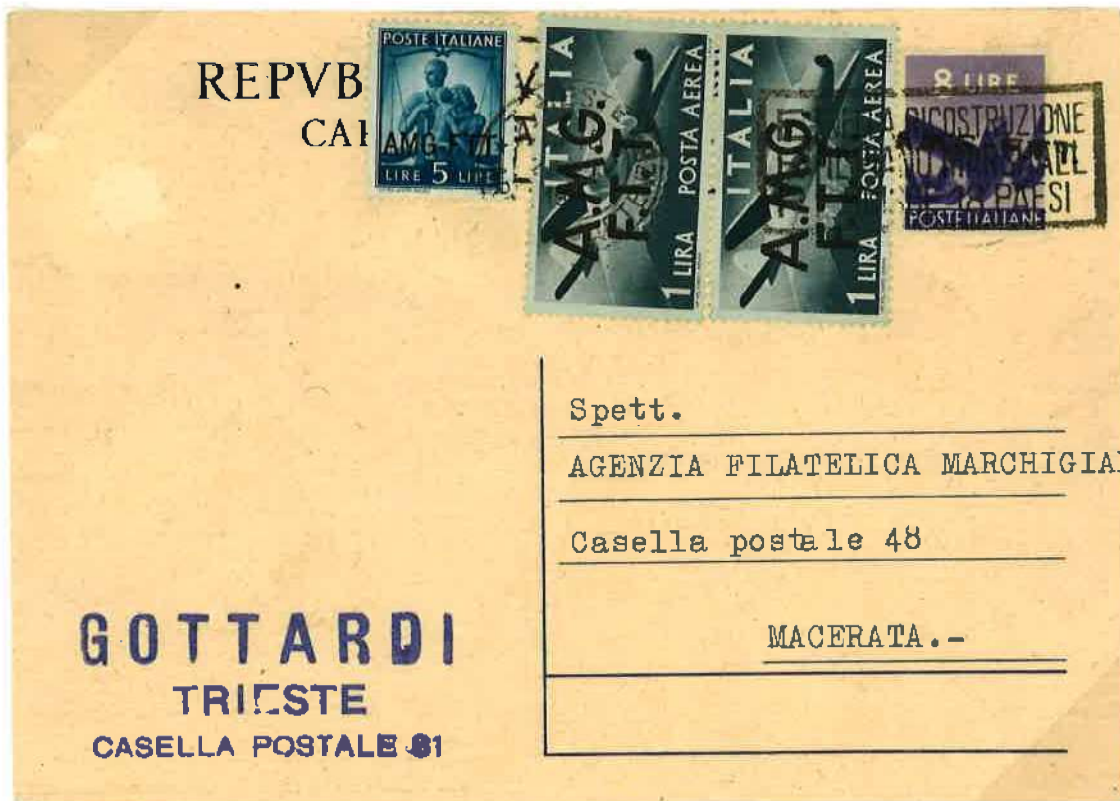 REPVB
CA
POSTE ITALIANE
AMG-FTT
LIRE 5 LIRE
ITALIA
A.M.G.
F.T.T.
1 LIRA POSTA AEREA
ITALIA
A.M.G.
F.T.T.
1 LIRA POSTA AEREA
8 LIRE
RICOSTRUZIONE
PAESI
POSTE ITALIANE
Spett.
AGENZIA FILATELICA MARCHIGIA
Casella postale 48
MACERATA.-
GOTTARDI
TRIESTE
CASELLA POSTALE